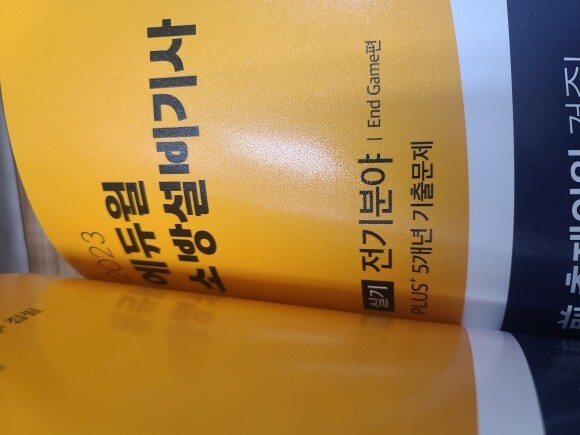 2023
에듀윌
소방설비기사
실기 전기분야 | End Game편
PLUS+ 5개년 기출문제